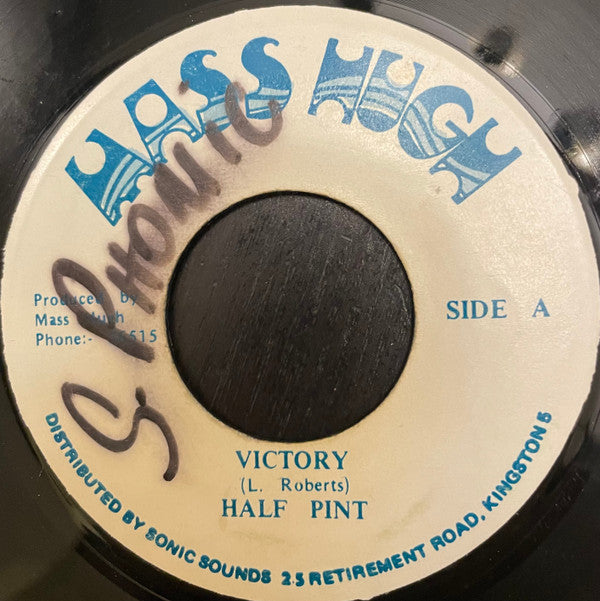 MASS HUGH
S. PHONIC
Produced by
Mass Hugh
Phone:- 515
SIDE A
VICTORY
(L. Roberts)
HALF PINT
DISTRIBUTED BY SONIC SOUNDS 25 RETIREMENT ROAD, KINGSTON 5